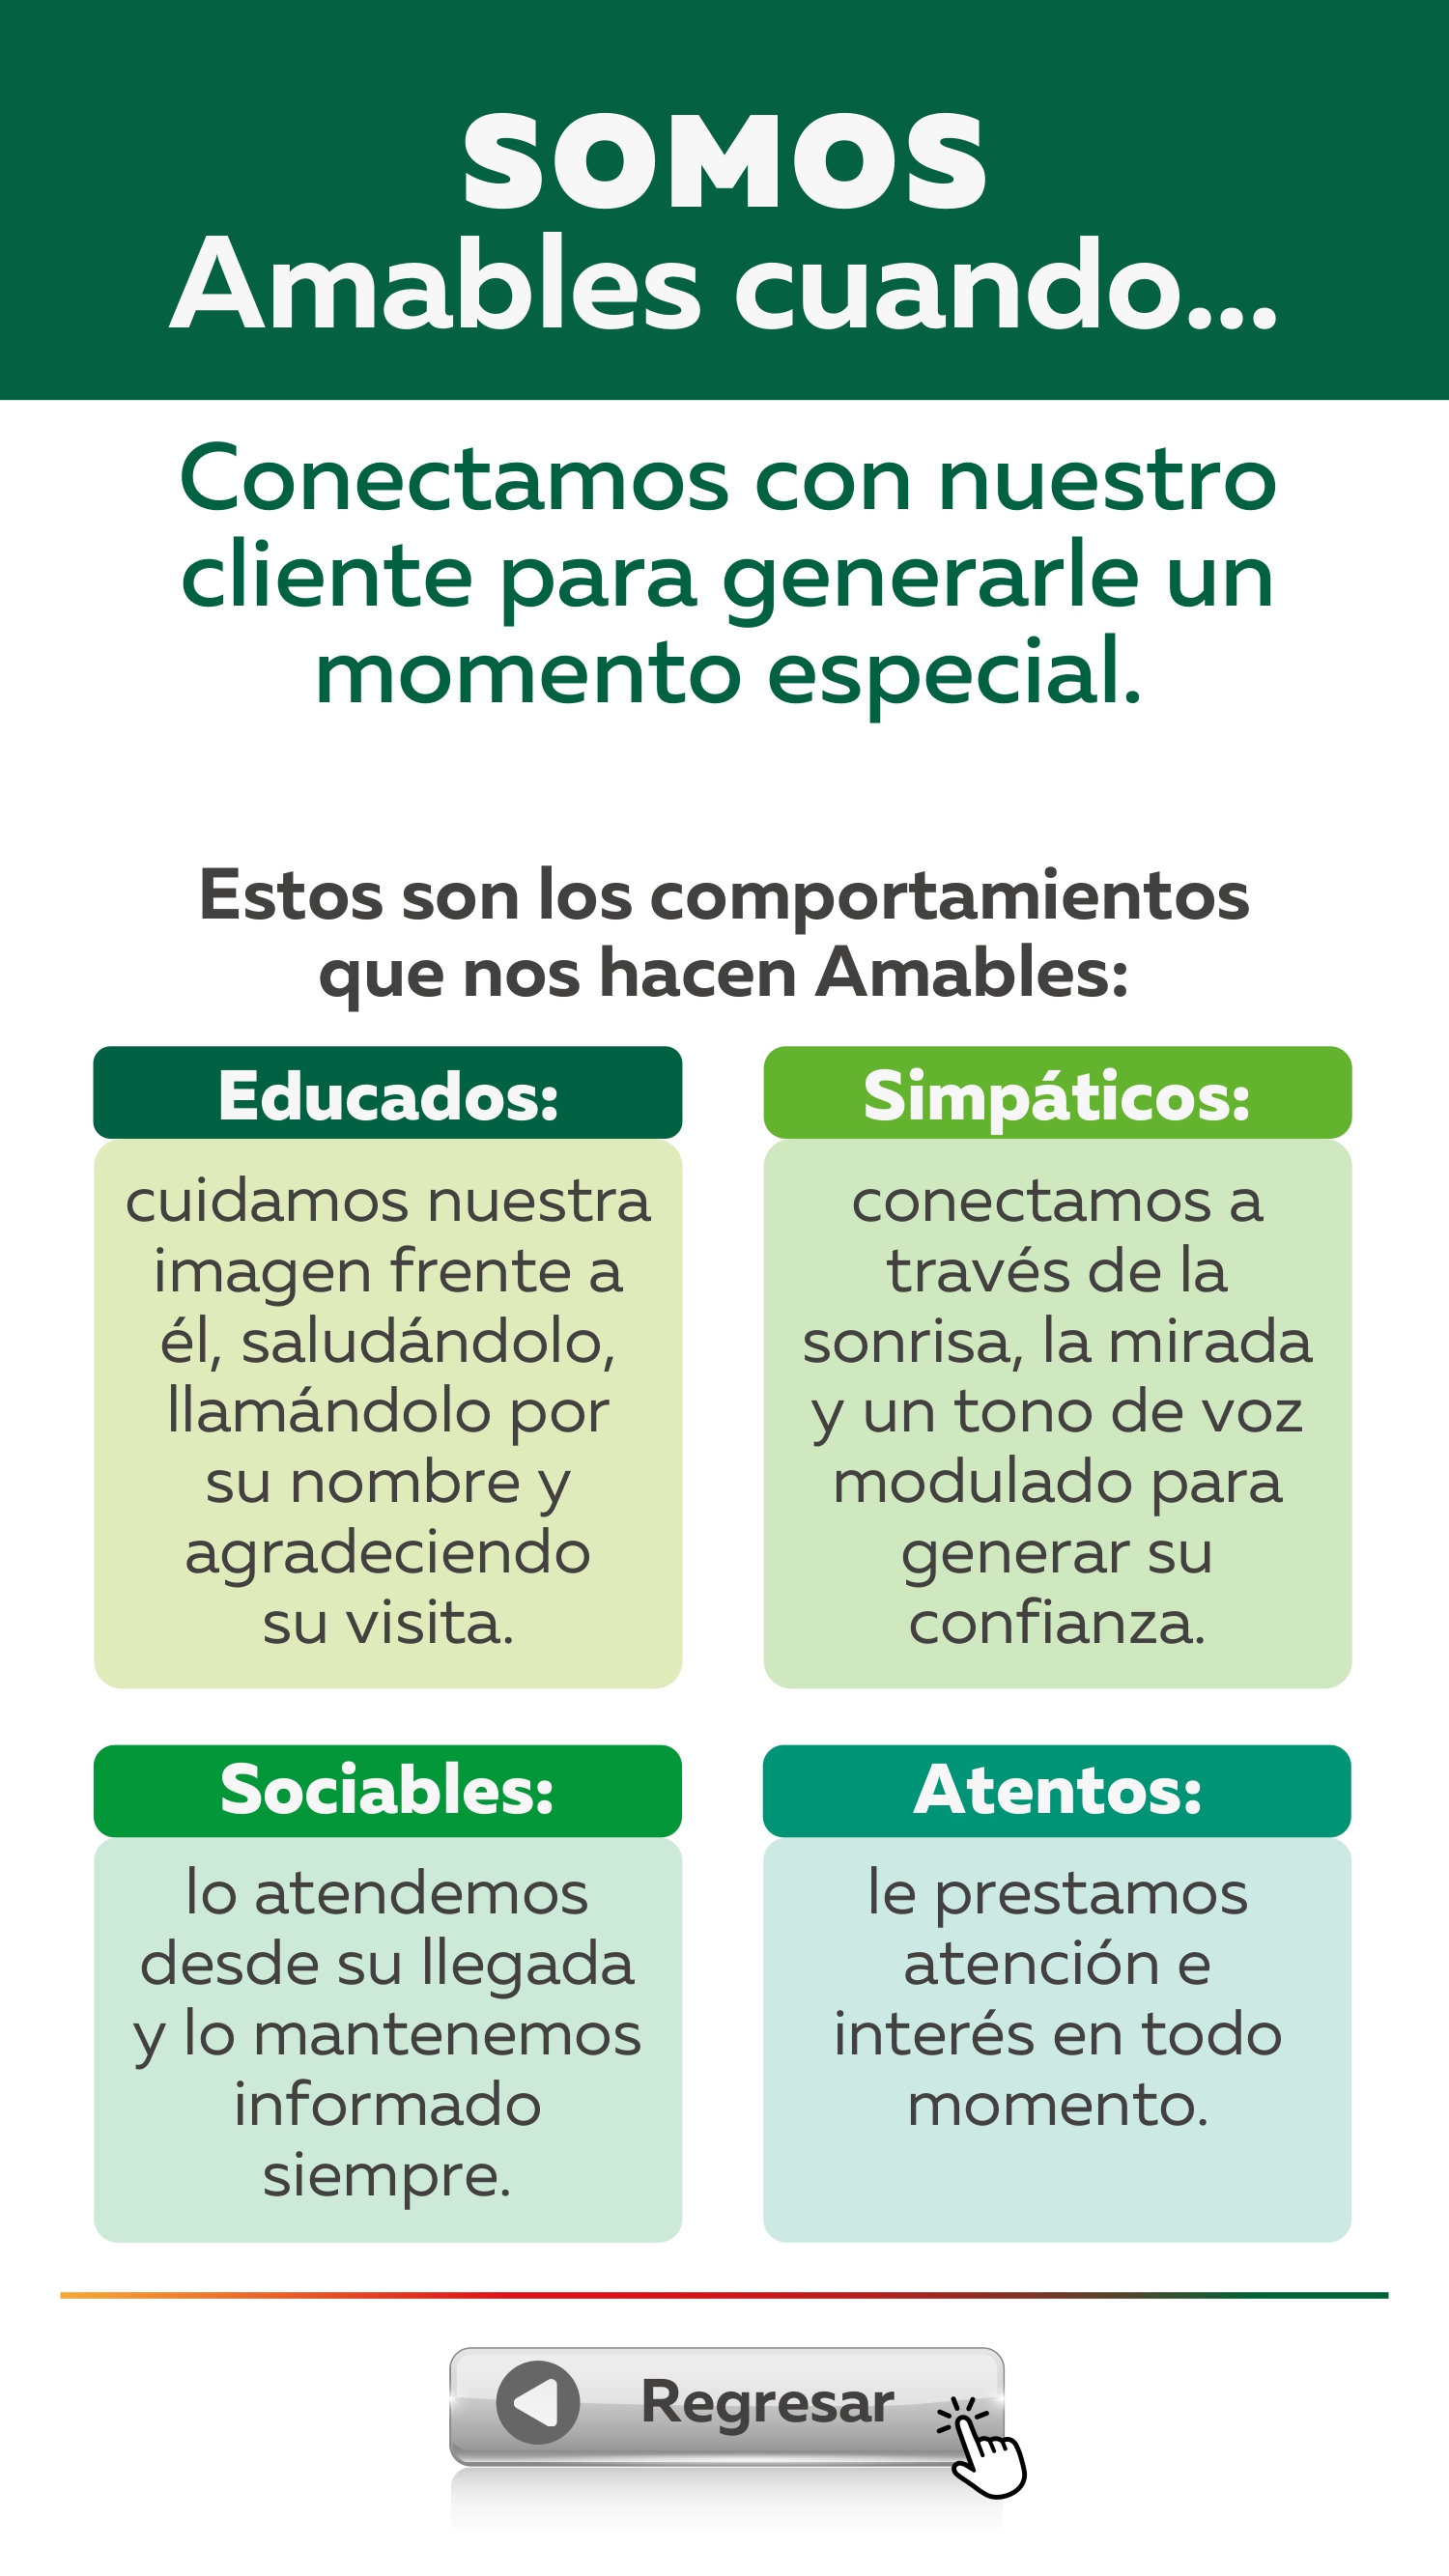 SOMOS
Amables cuando...
Conectamos con nuestro
cliente para generarle un
momento especial.
Estos son los comportamientos
que nos hacen Amables:
Educados:
cuidamos nuestra
imagen frente a
él, saludándolo,
llamándolo por
su nombre y
agradeciendo
su visita.
Simpáticos:
conectamos a
través de la
sonrisa, la mirada
y un tono de voz
modulado para
generar su
confianza.
Sociables:
lo atendemos
desde su llegada
y lo mantenemos
informado
siempre.
Atentos:
le prestamos
atención e
interés en todo
momento.
Regresar